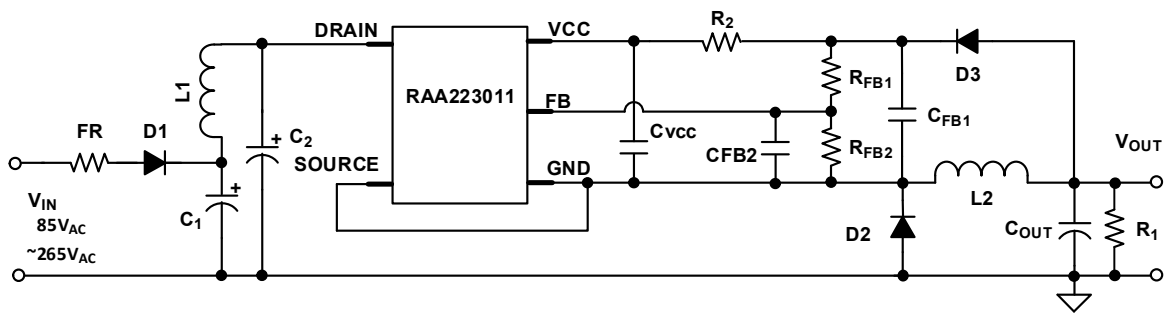 DRAIN
VCC
R2
D3
L1
RAA223011
RFB1
FB
CFB1
FR
D1
C2
CVCC
CFB2
RFB2
SOURCE
GND
VOUT
VIN
85VAC
~265VAC
C1
L2
D2
COUT
R1
+
+